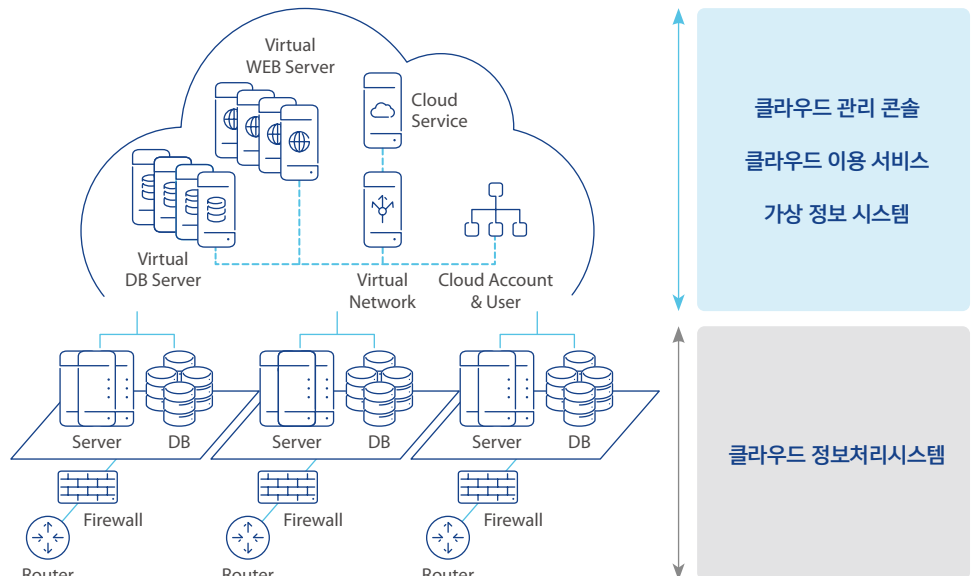 Virtual
WEB Server
Cloud
Service
Virtual
DB Server
Virtual
Network
Cloud Account
& User
클라우드 관리 콘솔
클라우드 이용 서비스
가상 정보 시스템
Server
DB
Server
DB
Server
DB
Firewall
Firewall
Firewall
Router
Router
Router
클라우드 정보처리시스템